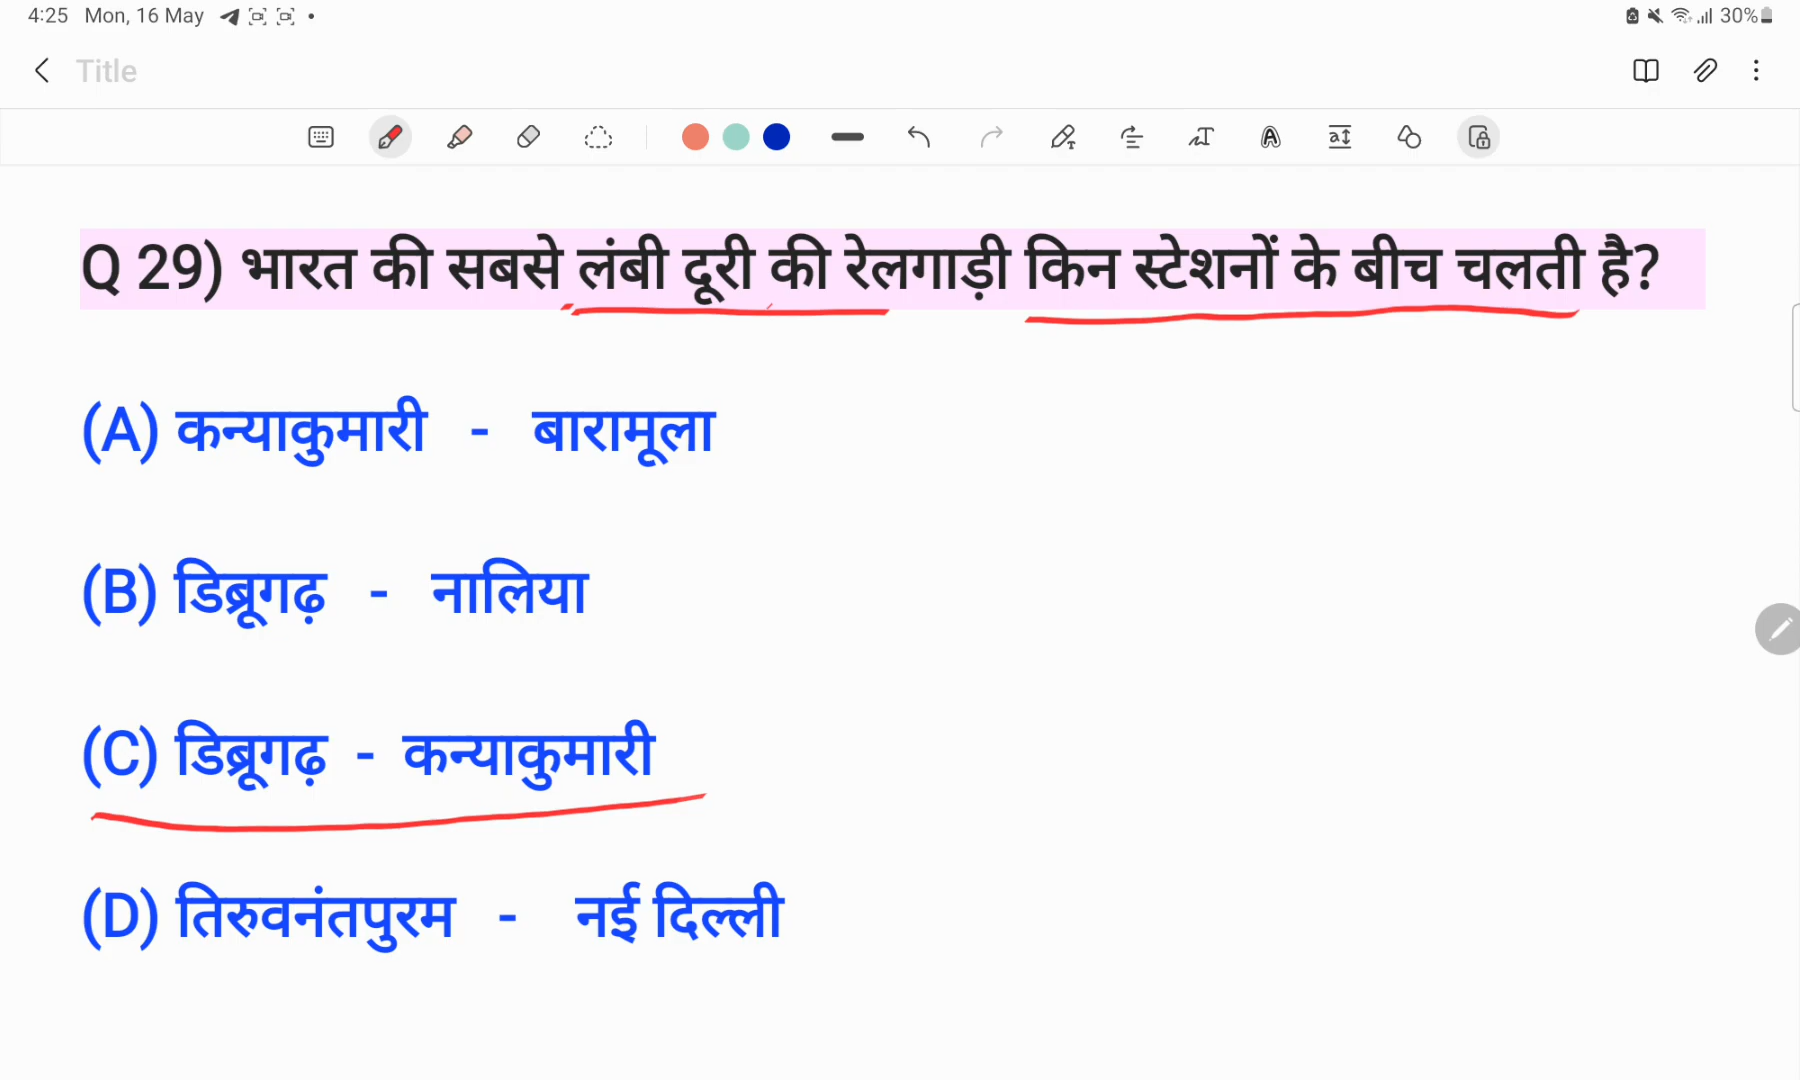 4:25 Mon, 16 May 30%
Title
Q 29) भारत की सबसे लंबी दूरी की रेलगाड़ी किन स्टेशनों के बीच चलती है?
(A) कन्याकुमारी - बारामूला
(B) डिब्रूगढ़ - नालिया
(C) डिब्रूगढ़ - कन्याकुमारी
(D) तिरुवनंतपुरम - नई दिल्ली